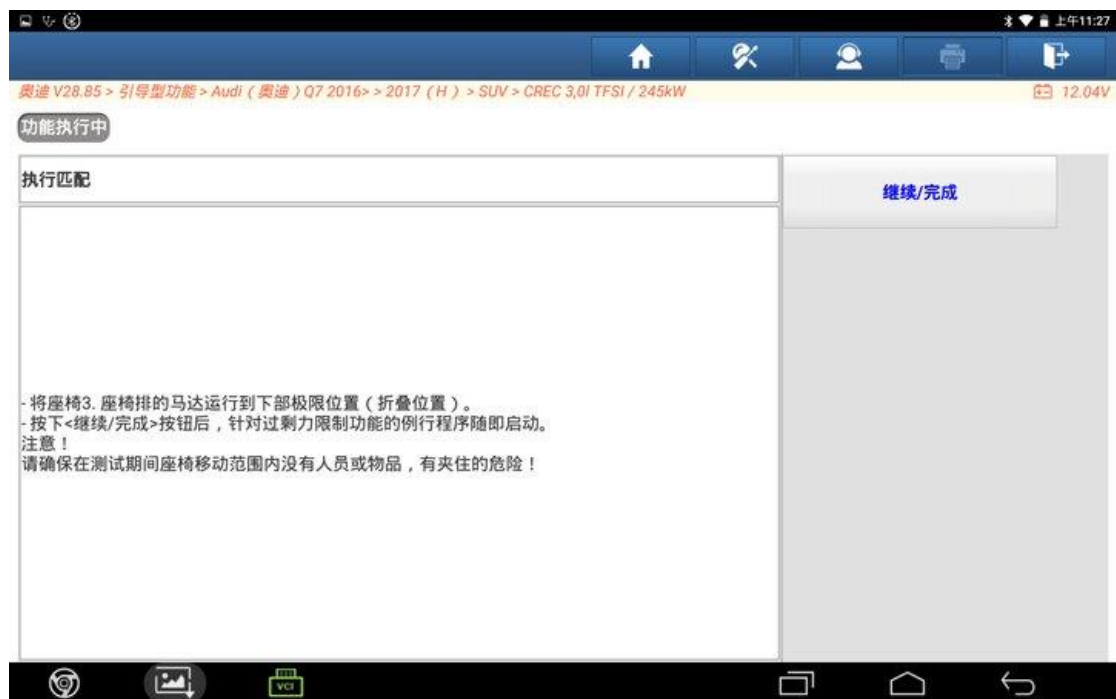 上午11:27
奥迪 V28.85 > 引导型功能 > Audi ( 奥迪 ) Q7 2016> > 2017 ( H ) > SUV > CREC 3,0l TFSI / 245kW
12.04V
功能执行中
执行匹配
继续/完成
- 将座椅3. 座椅排的马达运行到下部极限位置 ( 折叠位置 ) 。
- 按下<继续/完成>按钮后，针对过剩力限制功能的例行程序随即启动。
注意！
请确保在测试期间座椅移动范围内没有人员或物品，有夹住的危险！
VCI